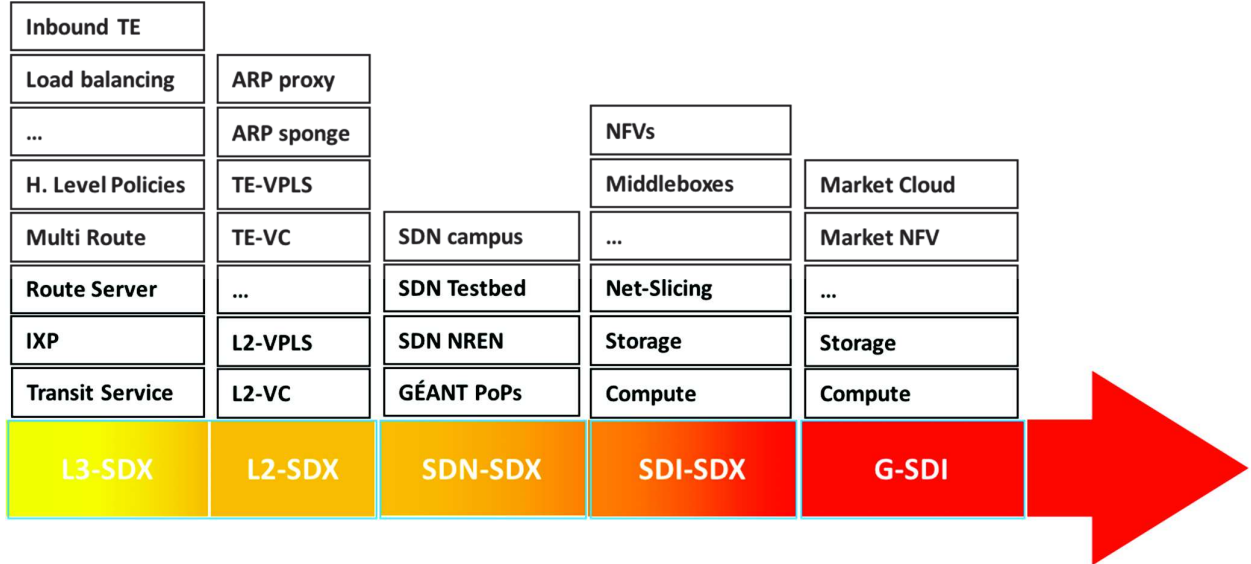 Inbound TE
Load balancing
...
H. Level Policies
Multi Route
Route Server
IXP
Transit Service
L3-SDX
ARP proxy
ARP sponge
TE-VPLS
TE-VC
...
L2-VPLS
L2-VC
L2-SDX
SDN campus
SDN Testbed
SDN NREN
GÉANT PoPs
SDN-SDX
NFVs
Middleboxes
...
Net-Slicing
Storage
Compute
SDI-SDX
Market Cloud
Market NFV
...
Storage
Compute
G-SDI